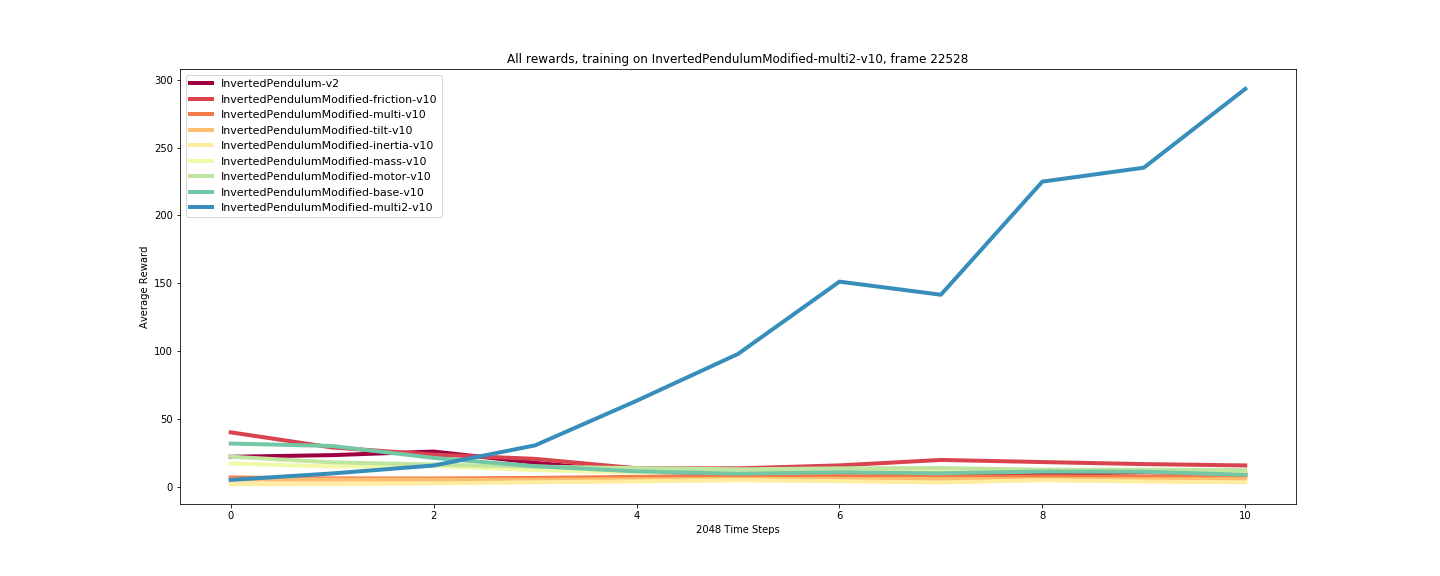 All rewards, training on InvertedPendulumModified-multi2-v10, frame 22528
300
250
200
150
100
50
0
Average Reward
InvertedPendulum-v2
InvertedPendulumModified-friction-v10
InvertedPendulumModified-multi-v10
InvertedPendulumModified-tilt-v10
InvertedPendulumModified-inertia-v10
InvertedPendulumModified-mass-v10
InvertedPendulumModified-motor-v10
InvertedPendulumModified-base-v10
InvertedPendulumModified-multi2-v10
0 2 4 6 8 10
2048 Time Steps